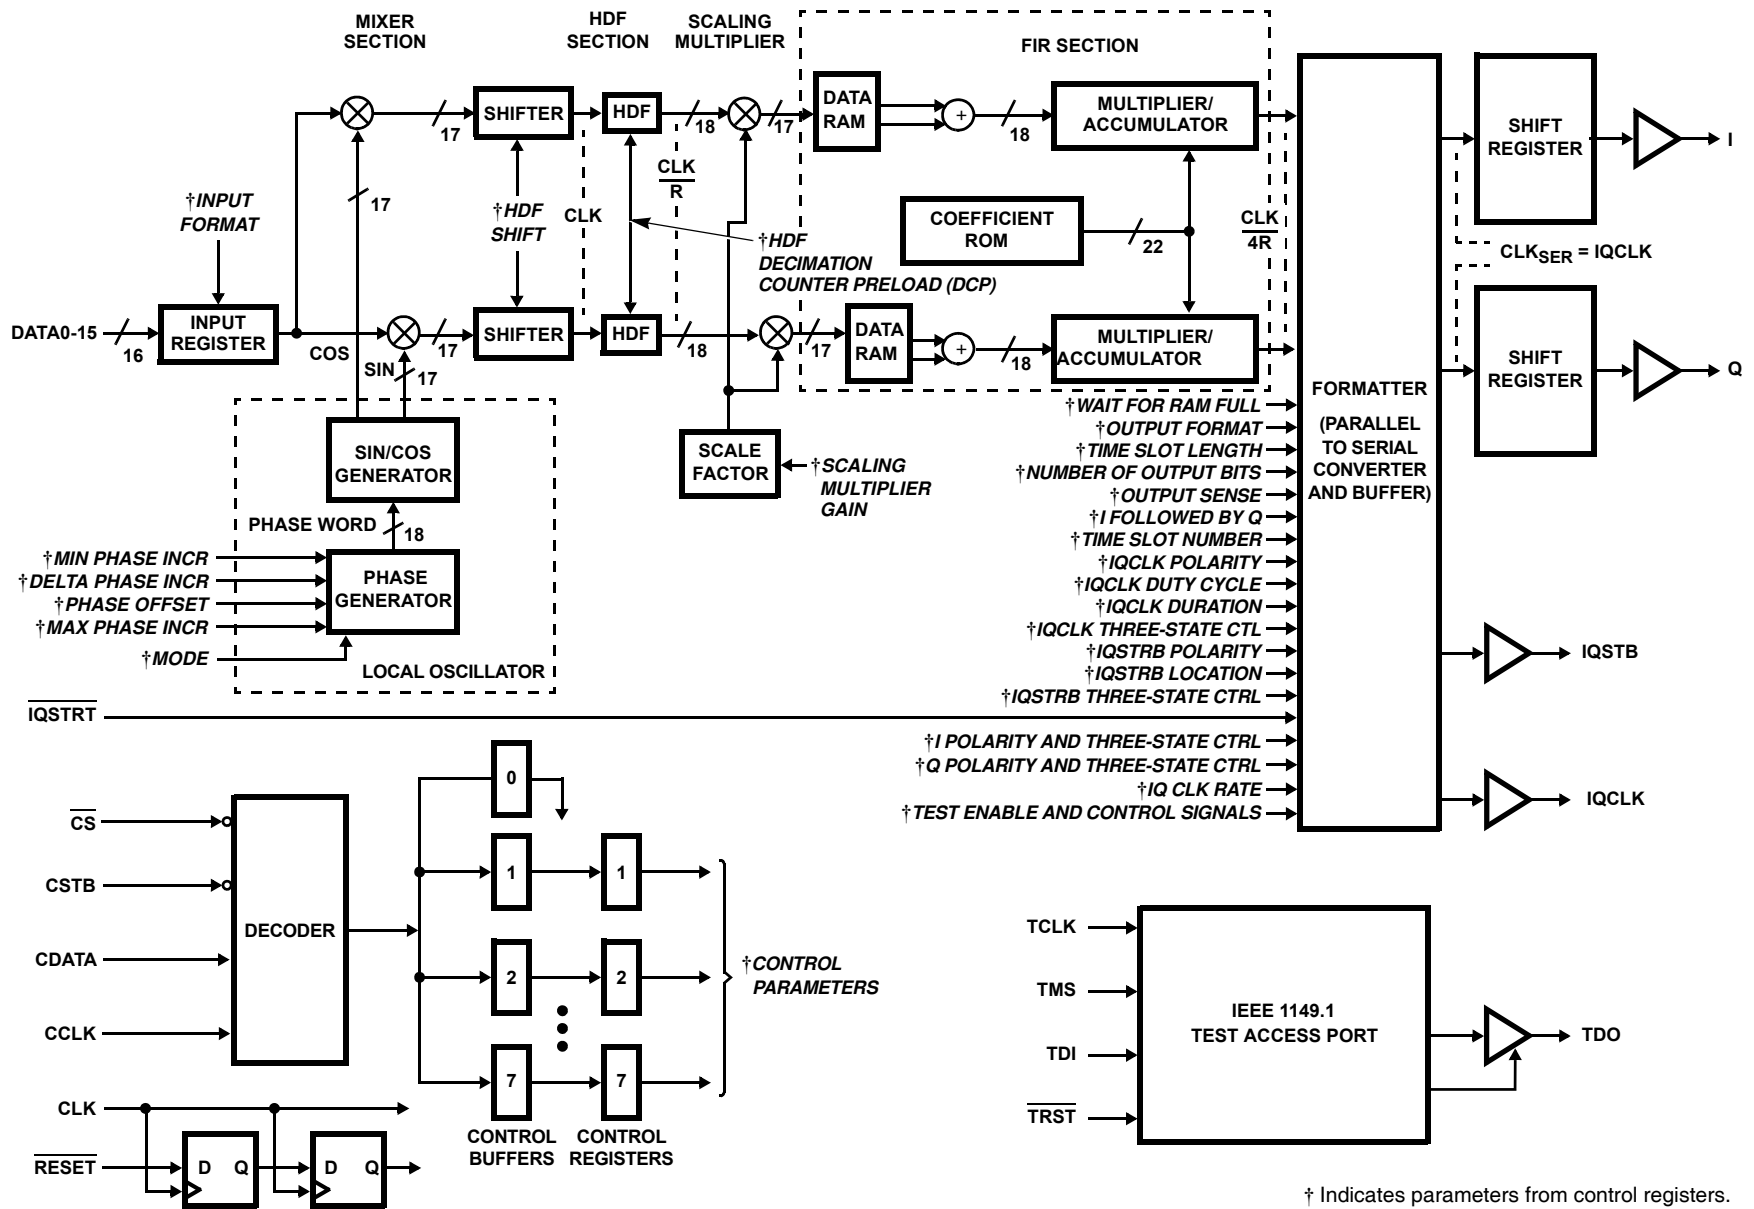 MIXER
SECTION
HDF
SECTION
SCALING
MULTIPLIER
FIR SECTION
DATA
RAM
+
18
MULTIPLIER/
ACCUMULATOR
SHIFTER
HDF
17
18
17
CLK
R
17
†INPUT
FORMAT
†HDF
SHIFT
CLK
†HDF
DECIMATION
COUNTER PRELOAD (DCP)
COEFFICIENT
ROM
22
CLK
4R
SHIFT
REGISTER
I
CLKSER = IQCLK
DATA0-15
16
INPUT
REGISTER
COS
SIN
17
17
SHIFTER
HDF
18
17
DATA
RAM
+
18
MULTIPLIER/
ACCUMULATOR
SHIFT
REGISTER
Q
FORMATTER
(PARALLEL
TO SERIAL
CONVERTER
AND BUFFER)
SIN/COS
GENERATOR
PHASE WORD
18
PHASE
GENERATOR
LOCAL OSCILLATOR
†MIN PHASE INCR
†DELTA PHASE INCR
†PHASE OFFSET
†MAX PHASE INCR
†MODE
SCALE
FACTOR
†SCALING
MULTIPLIER
GAIN
†WAIT FOR RAM FULL
†OUTPUT FORMAT
†TIME SLOT LENGTH
†NUMBER OF OUTPUT BITS
†OUTPUT SENSE
†I FOLLOWED BY Q
†TIME SLOT NUMBER
†IQCLK POLARITY
†IQCLK DUTY CYCLE
†IQCLK DURATION
†IQCLK THREE-STATE CTL
†IQSTRB POLARITY
†IQSTRB LOCATION
†IQSTRB THREE-STATE CTRL
IQSTRT
†I POLARITY AND THREE-STATE CTRL
†Q POLARITY AND THREE-STATE CTRL
†IQ CLK RATE
†TEST ENABLE AND CONTROL SIGNALS
IQSTB
IQCLK
CS
CSTB
CDATA
CCLK
DECODER
0
1
1
2
2
7
7
CONTROL
BUFFERS
CONTROL
REGISTERS
†CONTROL
PARAMETERS
CLK
RESET
D Q
D Q
TCLK
TMS
TDI
TRST
IEEE 1149.1
TEST ACCESS PORT
TDO
† Indicates parameters from control registers.